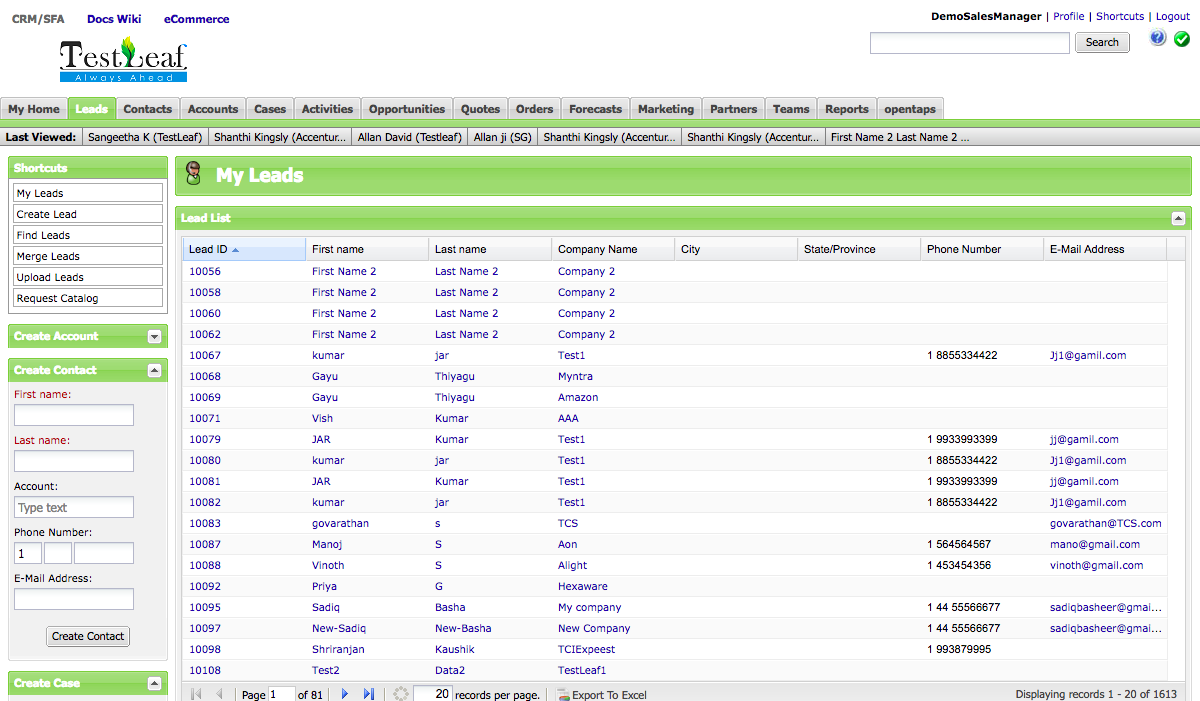 CRM/SFA Docs Wiki eCommerce
DemoSalesManager | Profile | Shortcuts | Logout
Search
TestLeaf
Always Ahead
My Home Leads Contacts Accounts Cases Activities Opportunities Quotes Orders Forecasts Marketing Partners Teams Reports opentaps
Last Viewed: Sangeetha K (TestLeaf) Shanthi Kingsly (Accentur... Allan David (Testleaf) Allan ji (SG) Shanthi Kingsly (Accentur... Shanthi Kingsly (Accentur... First Name 2 Last Name 2 ...
Shortcuts
My Leads
Create Lead
Find Leads
Merge Leads
Upload Leads
Request Catalog
Create Account
Create Contact
First name:
Last name:
Account:
Type text
Phone Number:
1
E-Mail Address:
Create Contact
Create Case
My Leads
Lead List
Lead ID First name Last name Company Name City State/Province Phone Number E-Mail Address
10056 First Name 2 Last Name 2 Company 2
10058 First Name 2 Last Name 2 Company 2
10060 First Name 2 Last Name 2 Company 2
10062 First Name 2 Last Name 2 Company 2
10067 kumar jar Test1 1 8855334422 Jj1@gamil.com
10068 Gayu Thiyagu Myntra
10069 Gayu Thiyagu Amazon
10071 Vish Kumar AAA
10079 JAR Kumar Test1 1 9933993399 jj@gamil.com
10080 kumar jar Test1 1 8855334422 Jj1@gamil.com
10081 JAR Kumar Test1 1 9933993399 jj@gamil.com
10082 kumar jar Test1 1 8855334422 Jj1@gamil.com
10083 govarathan s TCS govarathan@TCS.com
10087 Manoj S Aon 1 564564567 mano@gmail.com
10088 Vinoth S Alight 1 453454356 vinoth@gmail.com
10092 Priya G Hexaware
10095 Sadiq Basha My company 1 44 55566677 sadiqbasheer@gmai...
10097 New-Sadiq New-Basha New Company 1 44 55566677 sadiqbasheer@gmai...
10098 Shriranjan Kaushik TCIExpeest 1 993879995
10108 Test2 Data2 TestLeaf1
Page 1 of 81 20 records per page. Export To Excel Displaying records 1 - 20 of 1613